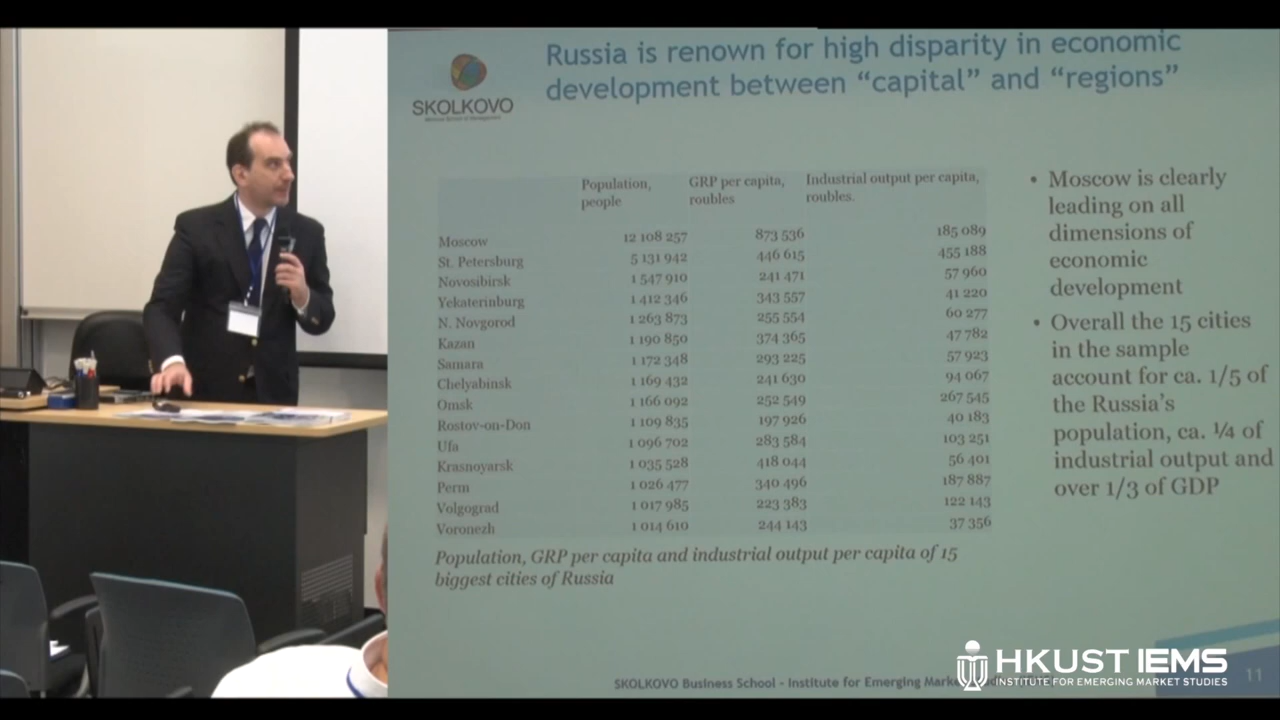 Russia is renown for high disparity in economic
development between “capital” and “regions”
SKOLKOVO
Population, people GRP per capita, roubles Industrial output per capita, roubles.
Moscow 12 108 257 873 536 185 089
St. Petersburg 5 131 942 446 615 455 188
Novosibirsk 1 547 910 241 471 57 960
Yekaterinburg 1 412 346 343 557 41 220
N. Novgorod 1 263 873 255 554 60 277
Kazan 1 190 850 374 365 47 782
Samara 1 172 348 293 225 57 923
Chelyabinsk 1 169 432 241 630 94 067
Omsk 1 166 092 252 549 267 545
Rostov-on-Don 1 109 835 197 926 40 183
Ufa 1 096 702 283 584 103 251
Krasnoyarsk 1 035 528 418 044 56 401
Perm 1 026 477 340 496 187 887
Volgograd 1 017 985 223 383 122 143
Voronezh 1 014 610 244 143 37 356
Population, GRP per capita and industrial output per capita of 15
biggest cities of Russia
• Moscow is clearly
leading on all
dimensions of
economic
development
• Overall the 15 cities
in the sample
account for ca. 1/5 of
the Russia’s
population, ca. ¼ of
industrial output and
over 1/3 of GDP
SKOLKOVO Business School - Institute for Emerging
HKUST IEMS
INSTITUTE FOR EMERGING MARKET STUDIES
11